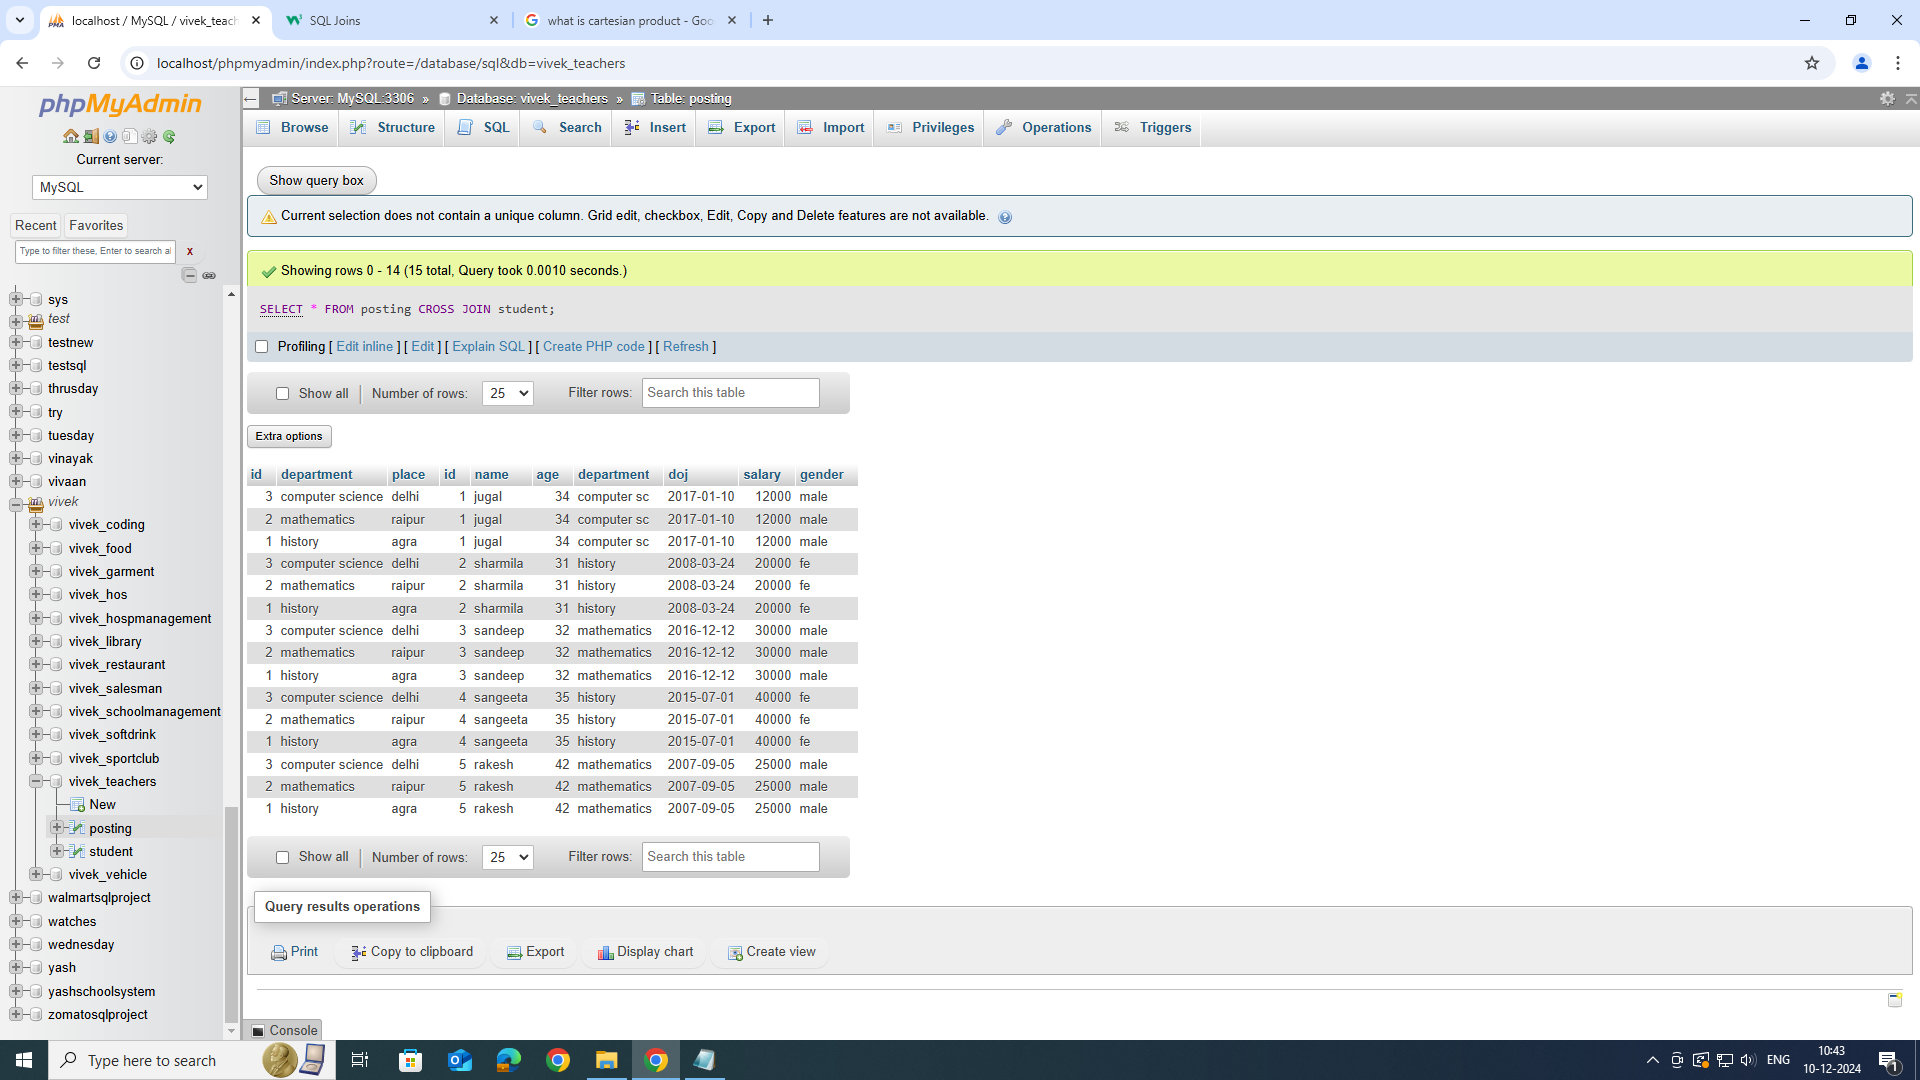 localhost / MySQL / vivek_teach
SQL Joins
what is cartesian product - Goo
localhost/phpmyadmin/index.php?route=/database/sql&db=vivek_teachers
phpMyAdmin
Current server:
MySQL
Recent Favorites
Type to filter these, Enter to search al X
sys
test
testnew
testsql
thrusday
try
tuesday
vinayak
vivaan
vivek
vivek_coding
vivek_food
vivek_garment
vivek_hos
vivek_hospmanagement
vivek_library
vivek_restaurant
vivek_salesman
vivek_schoolmanagement
vivek_softdrink
vivek_sportclub
vivek_teachers
New
posting
student
vivek_vehicle
walmartsqlproject
watches
wednesday
yash
yashschoolsystem
zomatosqlproject
Server: MySQL:3306 » Database: vivek_teachers » Table: posting
Browse Structure SQL Search Insert Export Import Privileges Operations Triggers
Show query box
Current selection does not contain a unique column. Grid edit, checkbox, Edit, Copy and Delete features are not available.
Showing rows 0 - 14 (15 total, Query took 0.0010 seconds.)
SELECT * FROM posting CROSS JOIN student;
Profiling [ Edit inline ] [ Edit ] [ Explain SQL ] [ Create PHP code ] [ Refresh ]
Show all Number of rows: 25 Filter rows: Search this table
Extra options
id department place id name age department doj salary gender
3 computer science delhi 1 jugal 34 computer sc 2017-01-10 12000 male
2 mathematics raipur 1 jugal 34 computer sc 2017-01-10 12000 male
1 history agra 1 jugal 34 computer sc 2017-01-10 12000 male
3 computer science delhi 2 sharmila 31 history 2008-03-24 20000 fe
2 mathematics raipur 2 sharmila 31 history 2008-03-24 20000 fe
1 history agra 2 sharmila 31 history 2008-03-24 20000 fe
3 computer science delhi 3 sandeep 32 mathematics 2016-12-12 30000 male
2 mathematics raipur 3 sandeep 32 mathematics 2016-12-12 30000 male
1 history agra 3 sandeep 32 mathematics 2016-12-12 30000 male
3 computer science delhi 4 sangeeta 35 history 2015-07-01 40000 fe
2 mathematics raipur 4 sangeeta 35 history 2015-07-01 40000 fe
1 history agra 4 sangeeta 35 history 2015-07-01 40000 fe
3 computer science delhi 5 rakesh 42 mathematics 2007-09-05 25000 male
2 mathematics raipur 5 rakesh 42 mathematics 2007-09-05 25000 male
1 history agra 5 rakesh 42 mathematics 2007-09-05 25000 male
Show all Number of rows: 25 Filter rows: Search this table
Query results operations
Print Copy to clipboard Export Display chart Create view
Console
Type here to search
ENG
10:43
10-12-2024
1